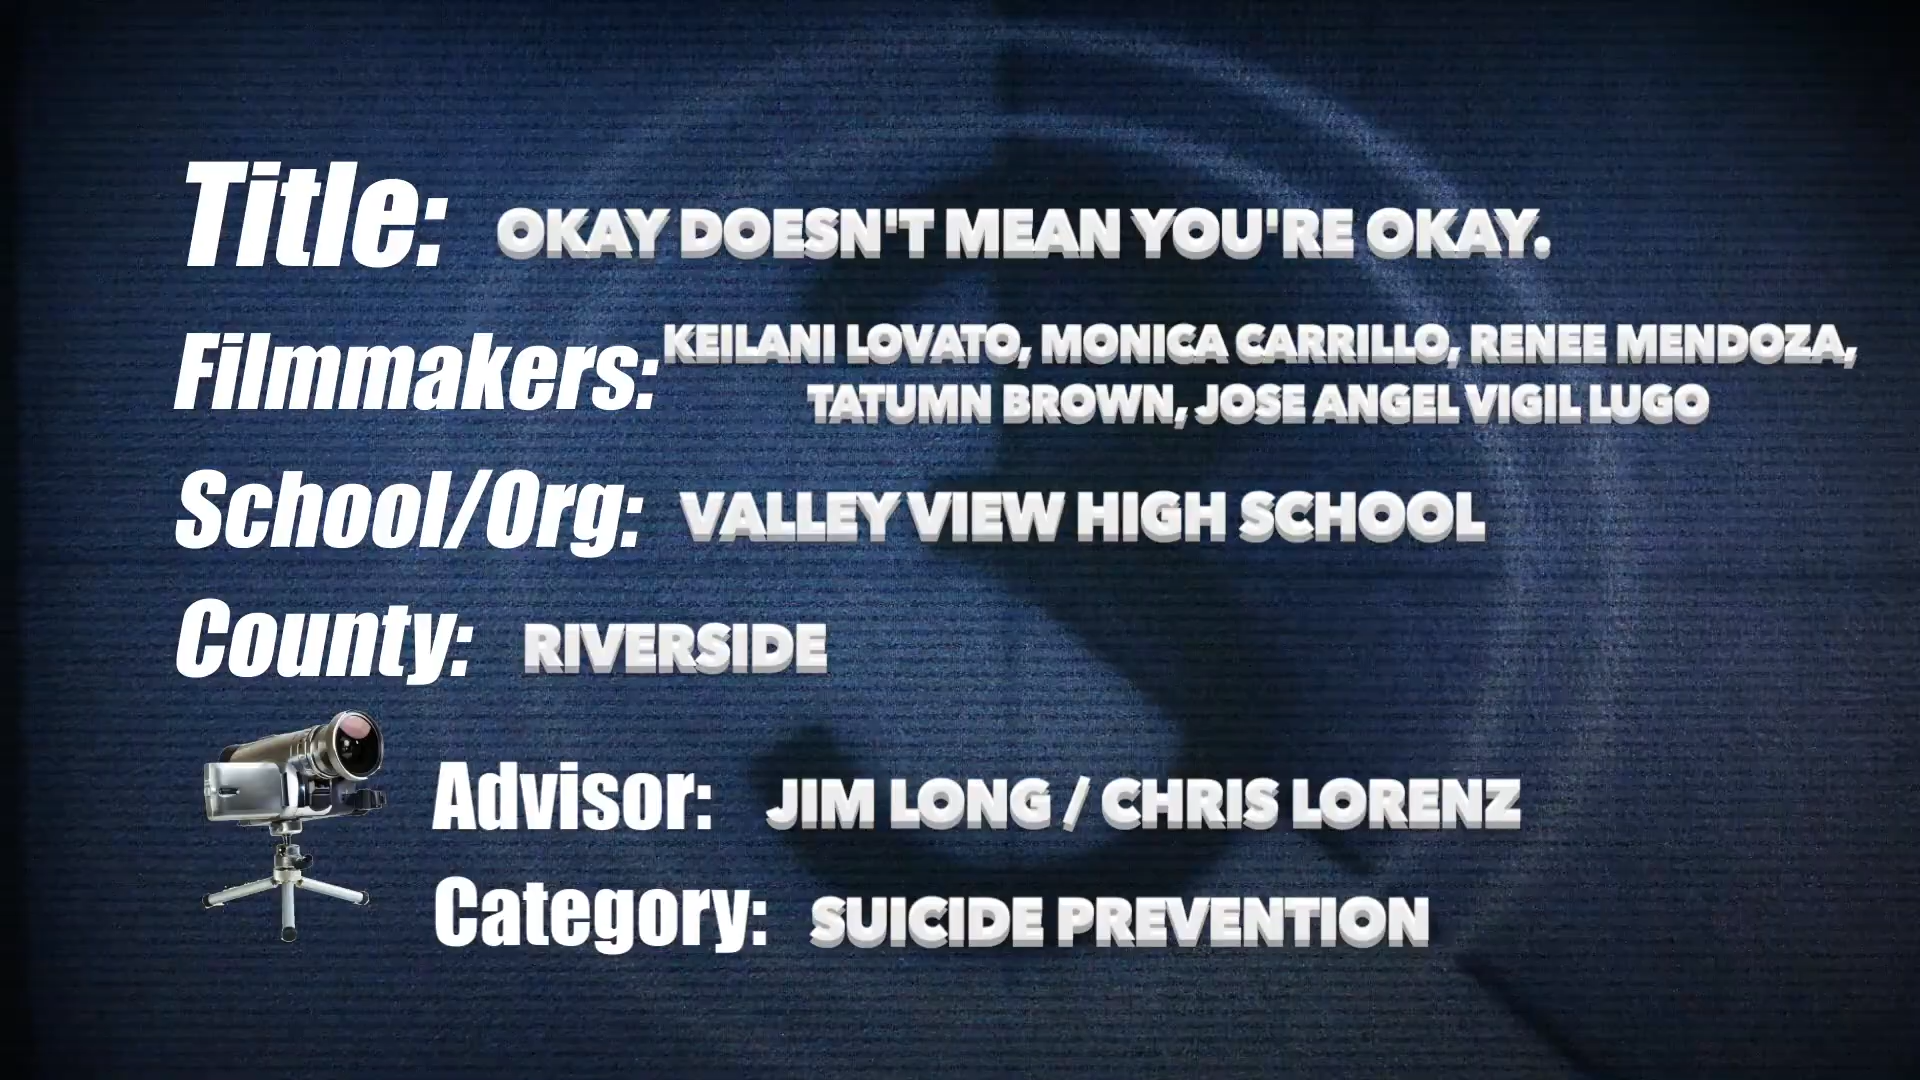 Title: OKAY DOESN'T MEAN YOU'RE OKAY.
Filmmakers: KEILANI LOVATO, MONICA CARRILLO, RENEE MENDOZA,
TATUMN BROWN, JOSE ANGEL VIGIL LUGO
School/Org: VALLEY VIEW HIGH SCHOOL
County: RIVERSIDE
Advisor: JIM LONG / CHRIS LORENZ
Category: SUICIDE PREVENTION